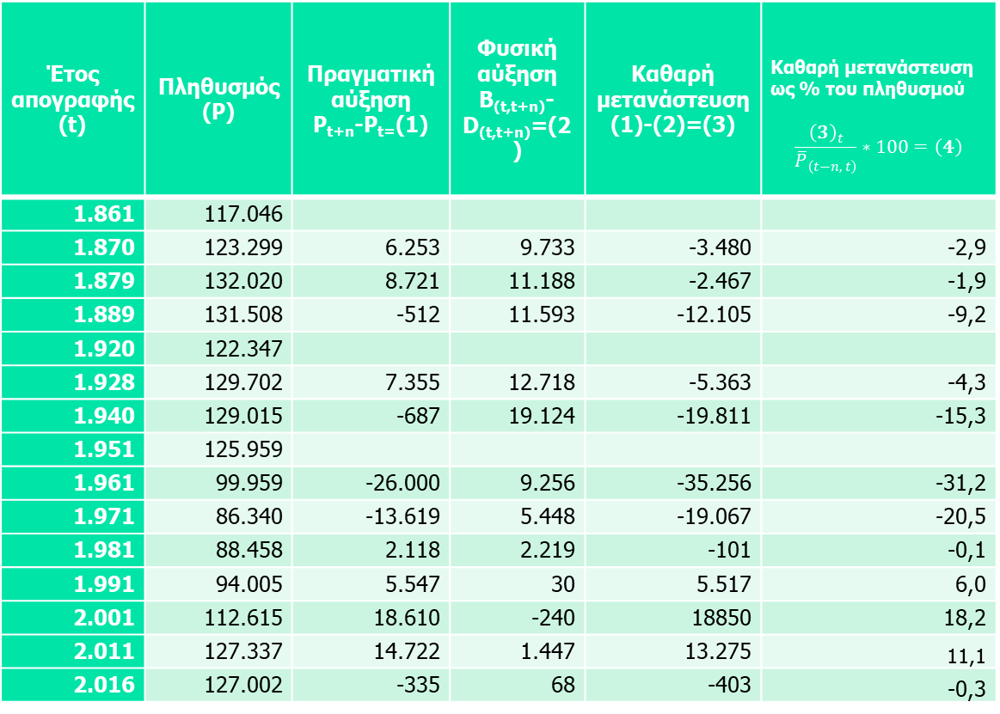 Έτος απογραφής (t) | Πληθυσμός (P) | Πραγματική αύξηση P_{t+n}-P_{t=}(1) | Φυσική αύξηση B_{(t,t+n)}-D_{(t,t+n)}=(2) | Καθαρή μετανάστευση (1)-(2)=(3) | Καθαρή μετανάστευση ως % του πληθυσμού \frac{(3)_t}{\bar{P}_{(t-n, t)}} * 100 = (4)
1.861 117.046
1.870 123.299 6.253 9.733 -3.480 -2,9
1.879 132.020 8.721 11.188 -2.467 -1,9
1.889 131.508 -512 11.593 -12.105 -9,2
1.920 122.347
1.928 129.702 7.355 12.718 -5.363 -4,3
1.940 129.015 -687 19.124 -19.811 -15,3
1.951 125.959
1.961 99.959 -26.000 9.256 -35.256 -31,2
1.971 86.340 -13.619 5.448 -19.067 -20,5
1.981 88.458 2.118 2.219 -101 -0,1
1.991 94.005 5.547 30 5.517 6,0
2.001 112.615 18.610 -240 18850 18,2
2.011 127.337 14.722 1.447 13.275 11,1
2.016 127.002 -335 68 -403 -0,3